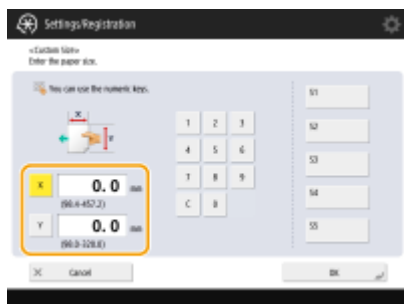 Settings/Registration
<Custom Size>
Enter the paper size.
You can use the numeric keys.
X
Y
1 2 3
4 5 6
7 8 9
C 0
X 0.0 mm
(98.4-457.2)
Y 0.0 mm
(98.0-320.0)
S1
S2
S3
S4
S5
Cancel
OK